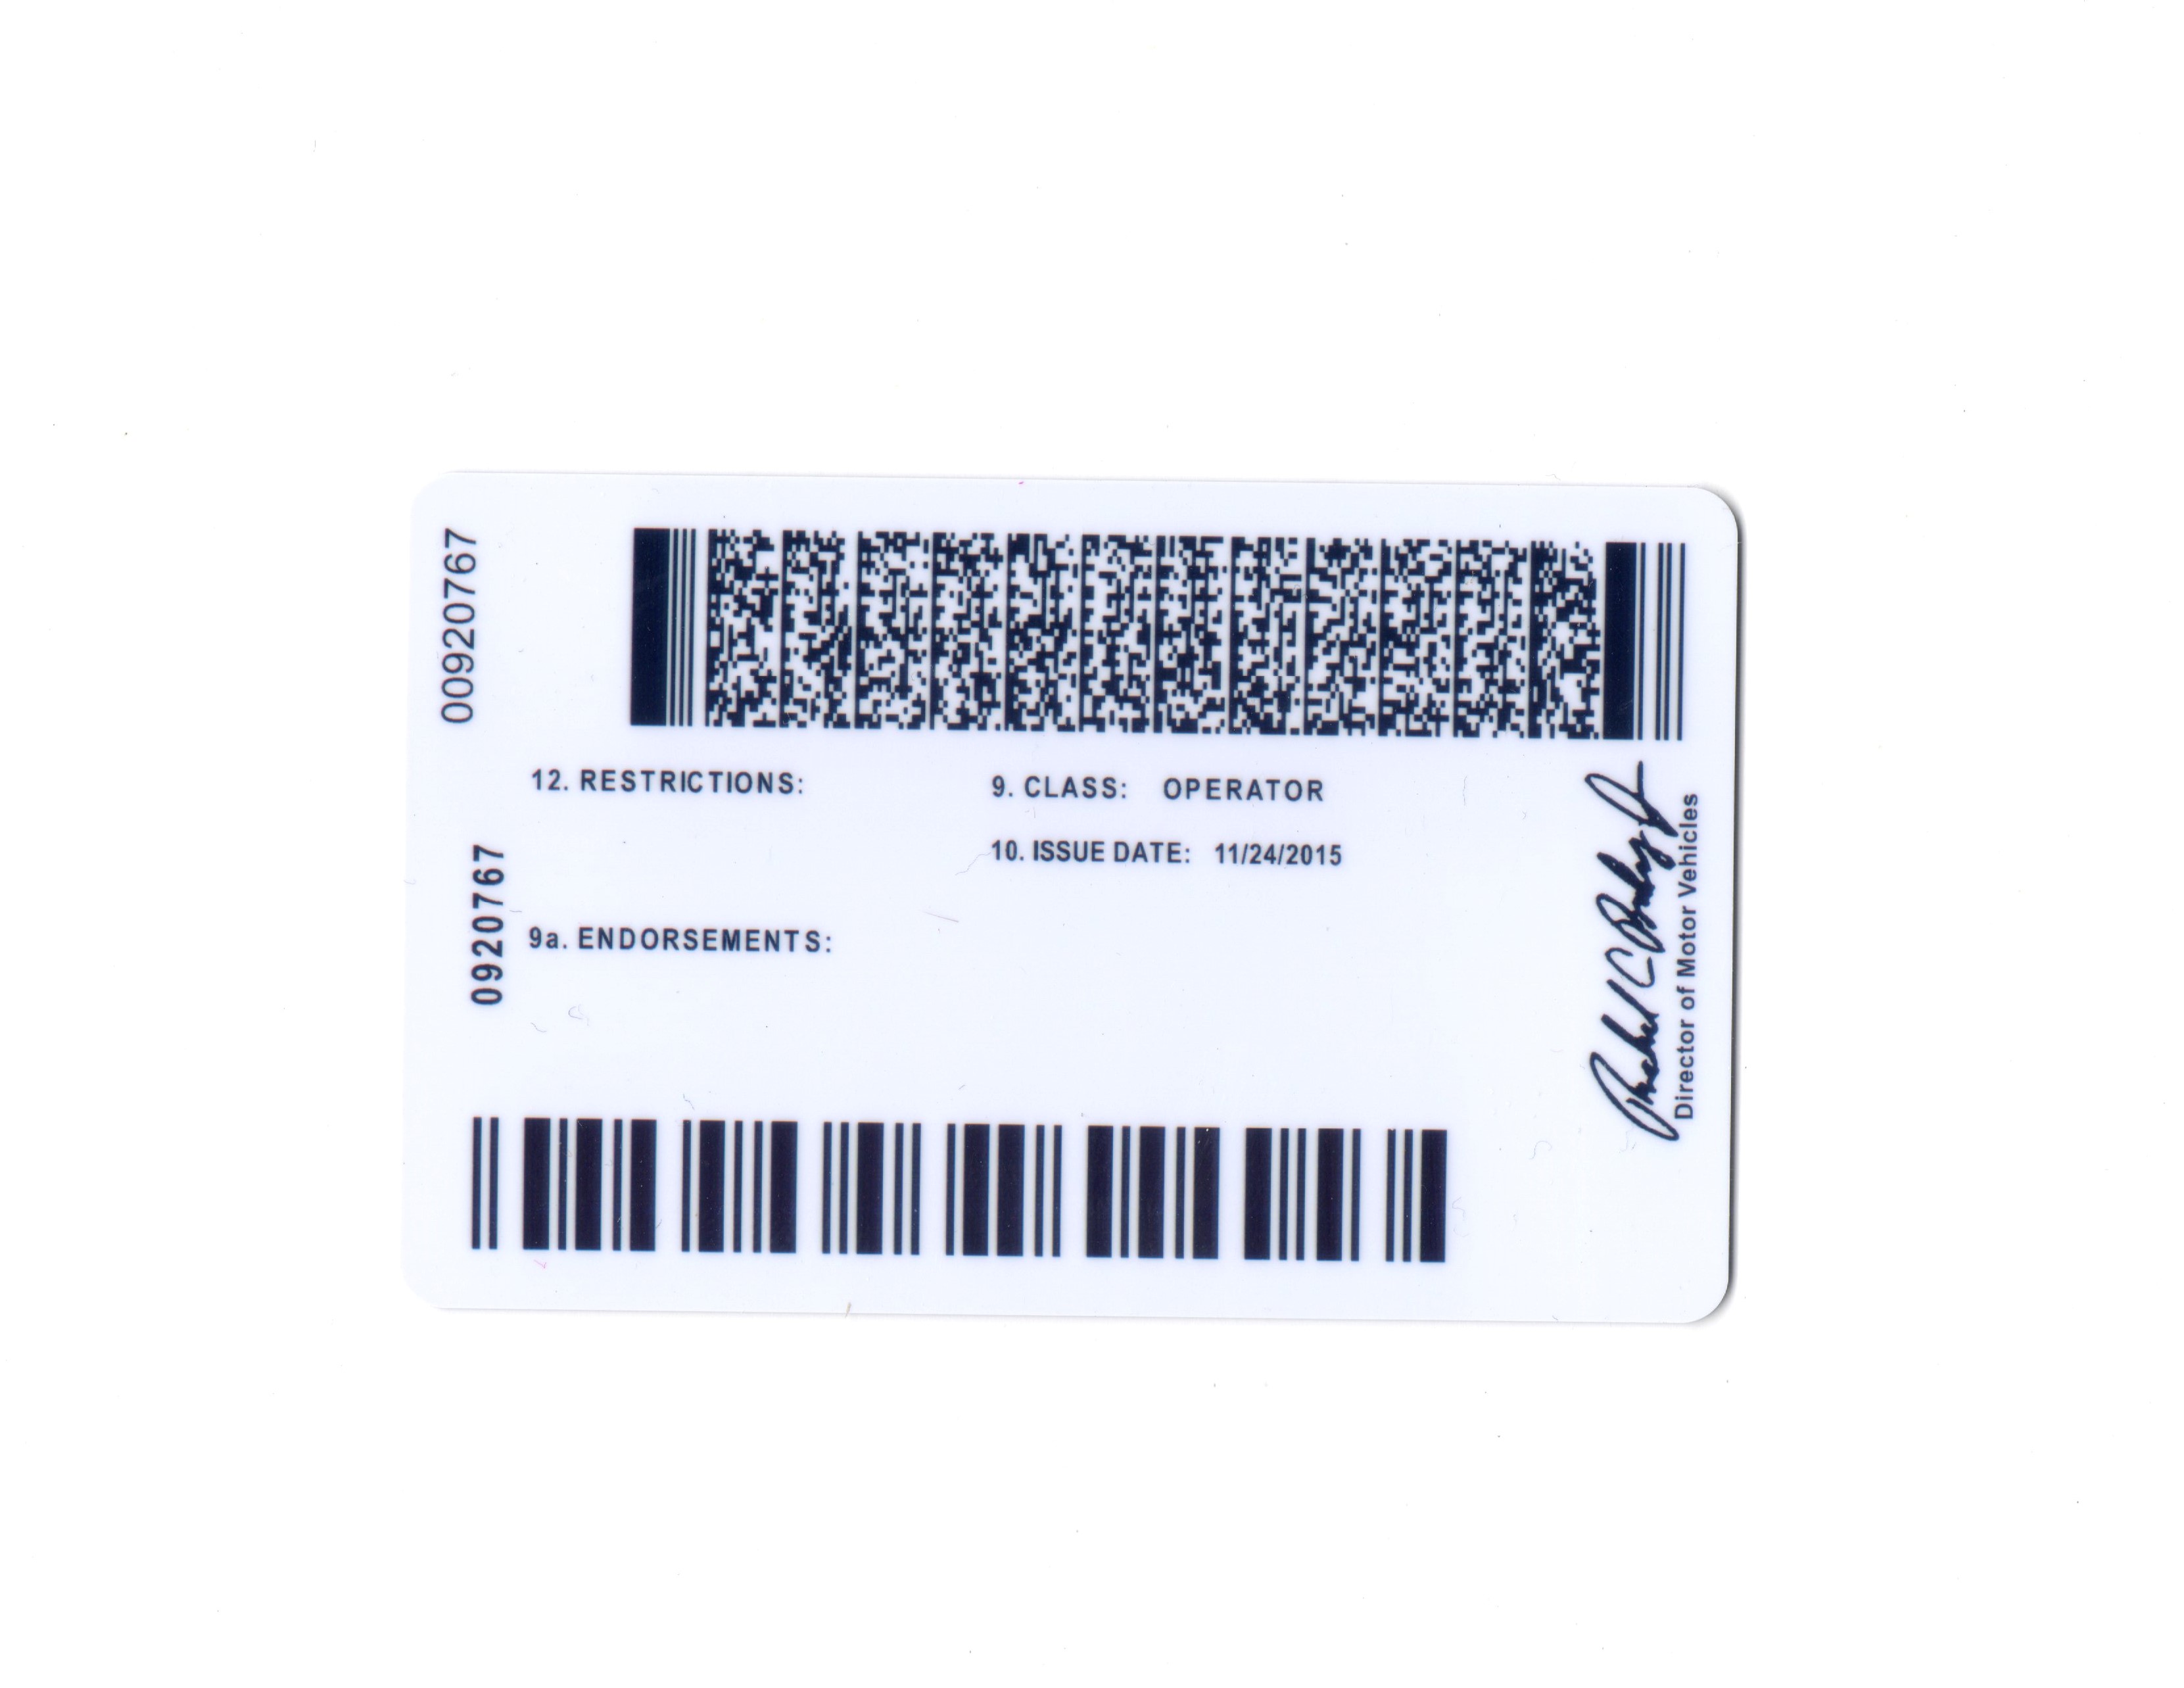 00920767
12. RESTRICTIONS:
9. CLASS: OPERATOR
10. ISSUE DATE: 11/24/2015
0920767
9a. ENDORSEMENTS:
Director of Motor Vehicles